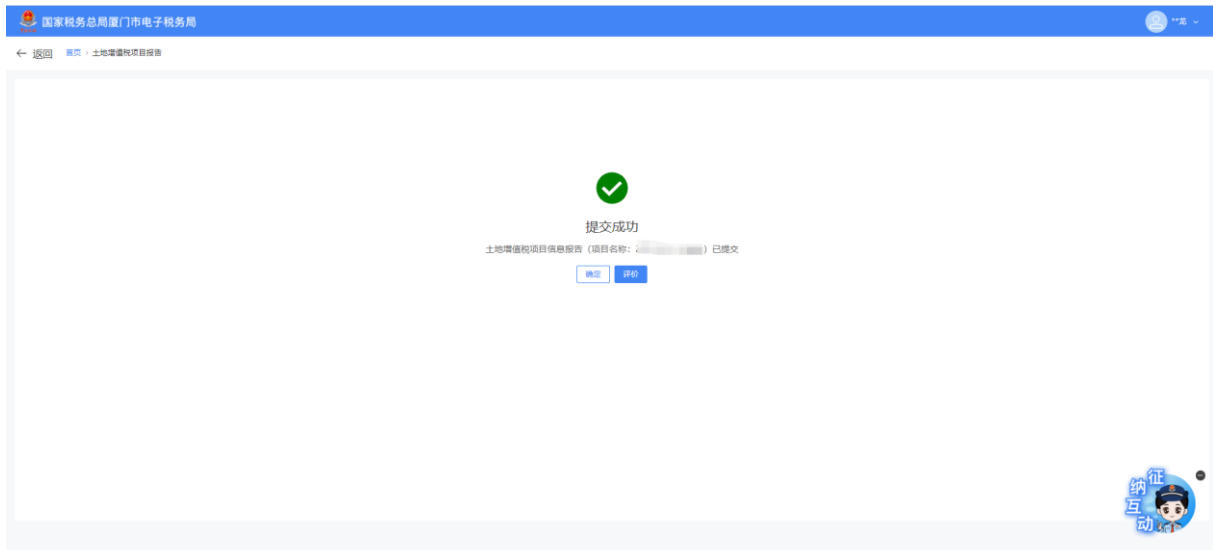 国家税务总局厦门市电子税务局
**龙
← 返回 首页 › 土地增值税项目报告
提交成功
土地增值税项目信息报告（项目名称： ）已提交
确定 评价
征纳互动